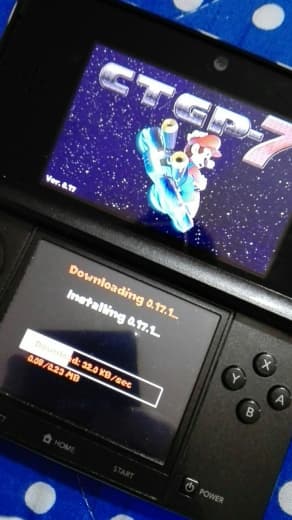 CTGP-7
Ver. 0.17
Downloading 0.17.1...
Installing 0.17.1...
Download: 32.0 KB/sec
0.08/0.23 MB
X
Y
A
B
HOME
START
POWER